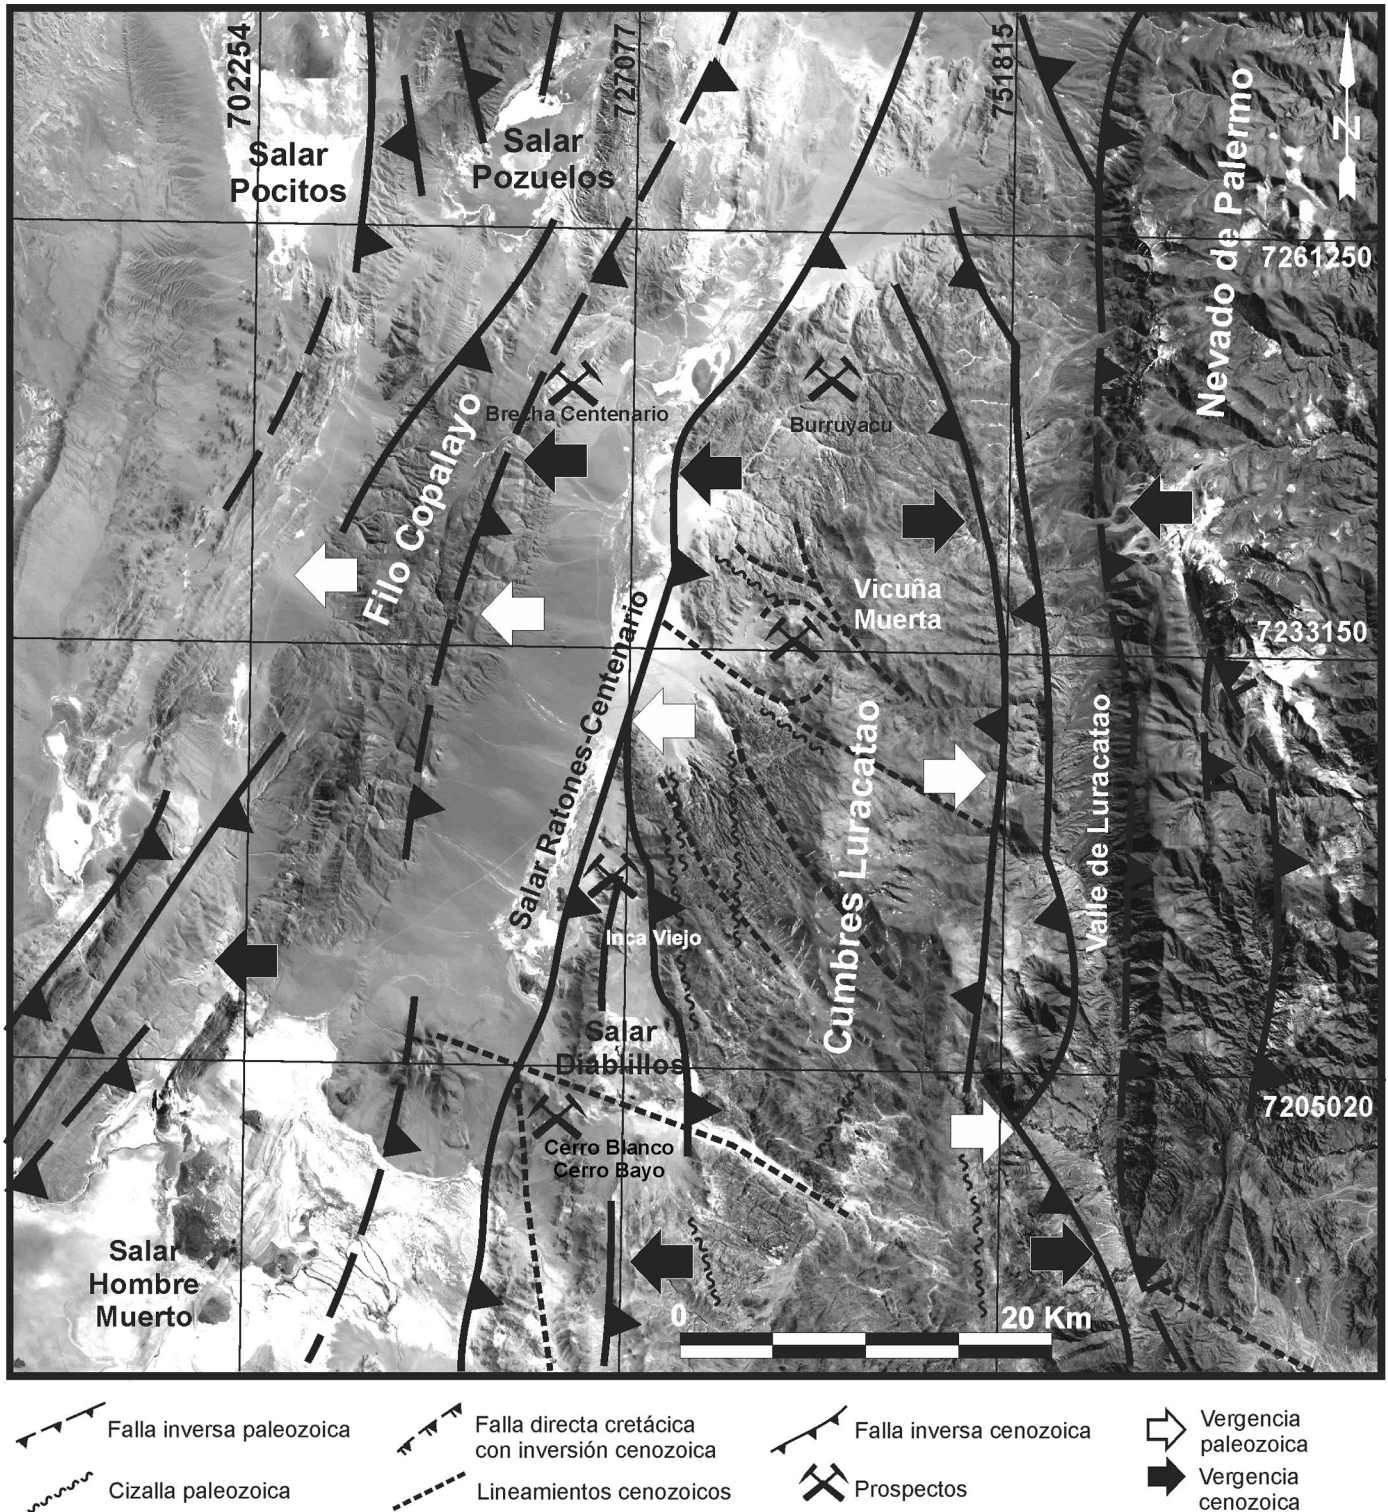 702254
727077
751815
N
Salar
Pocitos
Salar
Pozuelos
Nevado de Palermo
7261250
Brecha Centenario
Burruyacu
Filo Copalayo
Vicuña
Muerta
7233150
Salar Ratones-Centenario
Cumbres Luracatao
Valle de Luracatao
Inca Viejo
Salar
Diablillos
7205020
Cerro Blanco
Cerro Bayo
Salar
Hombre
Muerto
0
20 Km
Falla inversa paleozoica
Falla directa cretácica
con inversión cenozoica
Falla inversa cenozoica
Vergencia
paleozoica
Cizalla paleozoica
Lineamientos cenozoicos
Prospectos
Vergencia
cenozoica